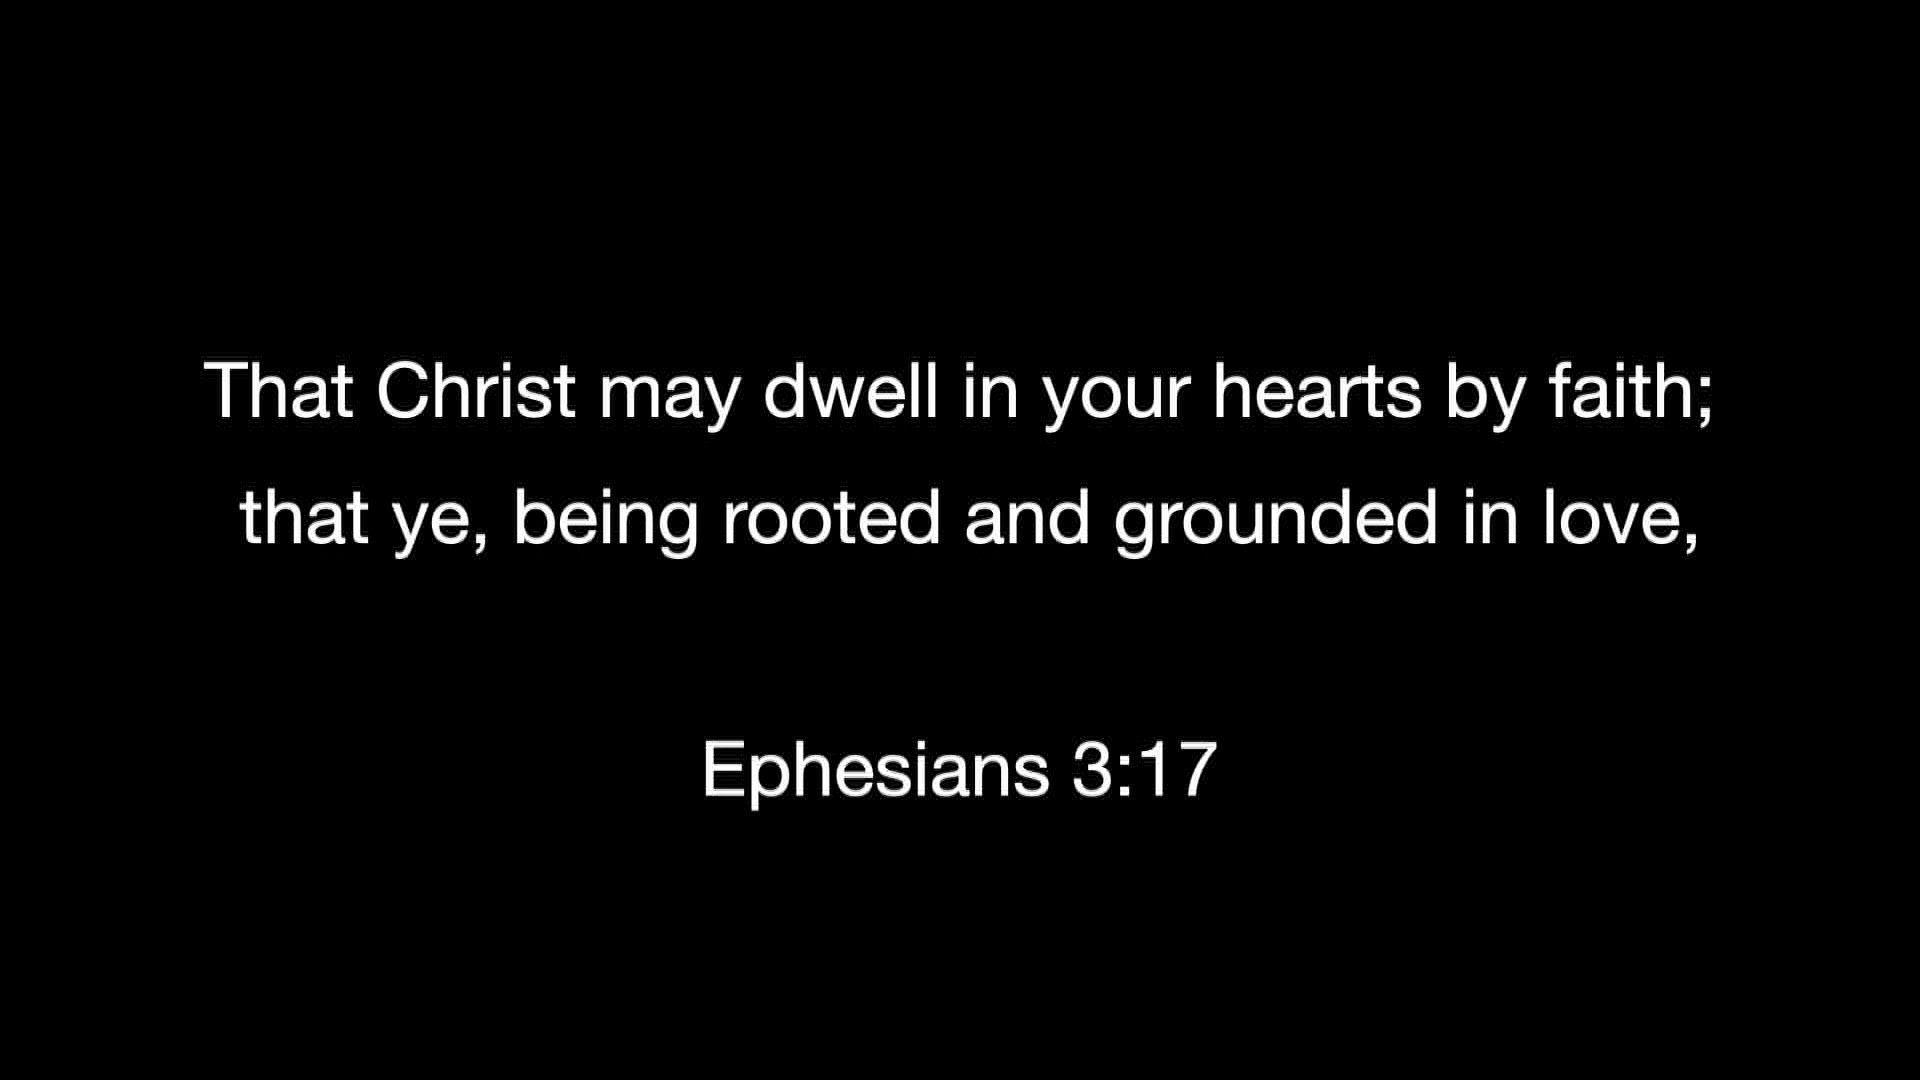 That Christ may dwell in your hearts by faith;
that ye, being rooted and grounded in love,
Ephesians 3:17